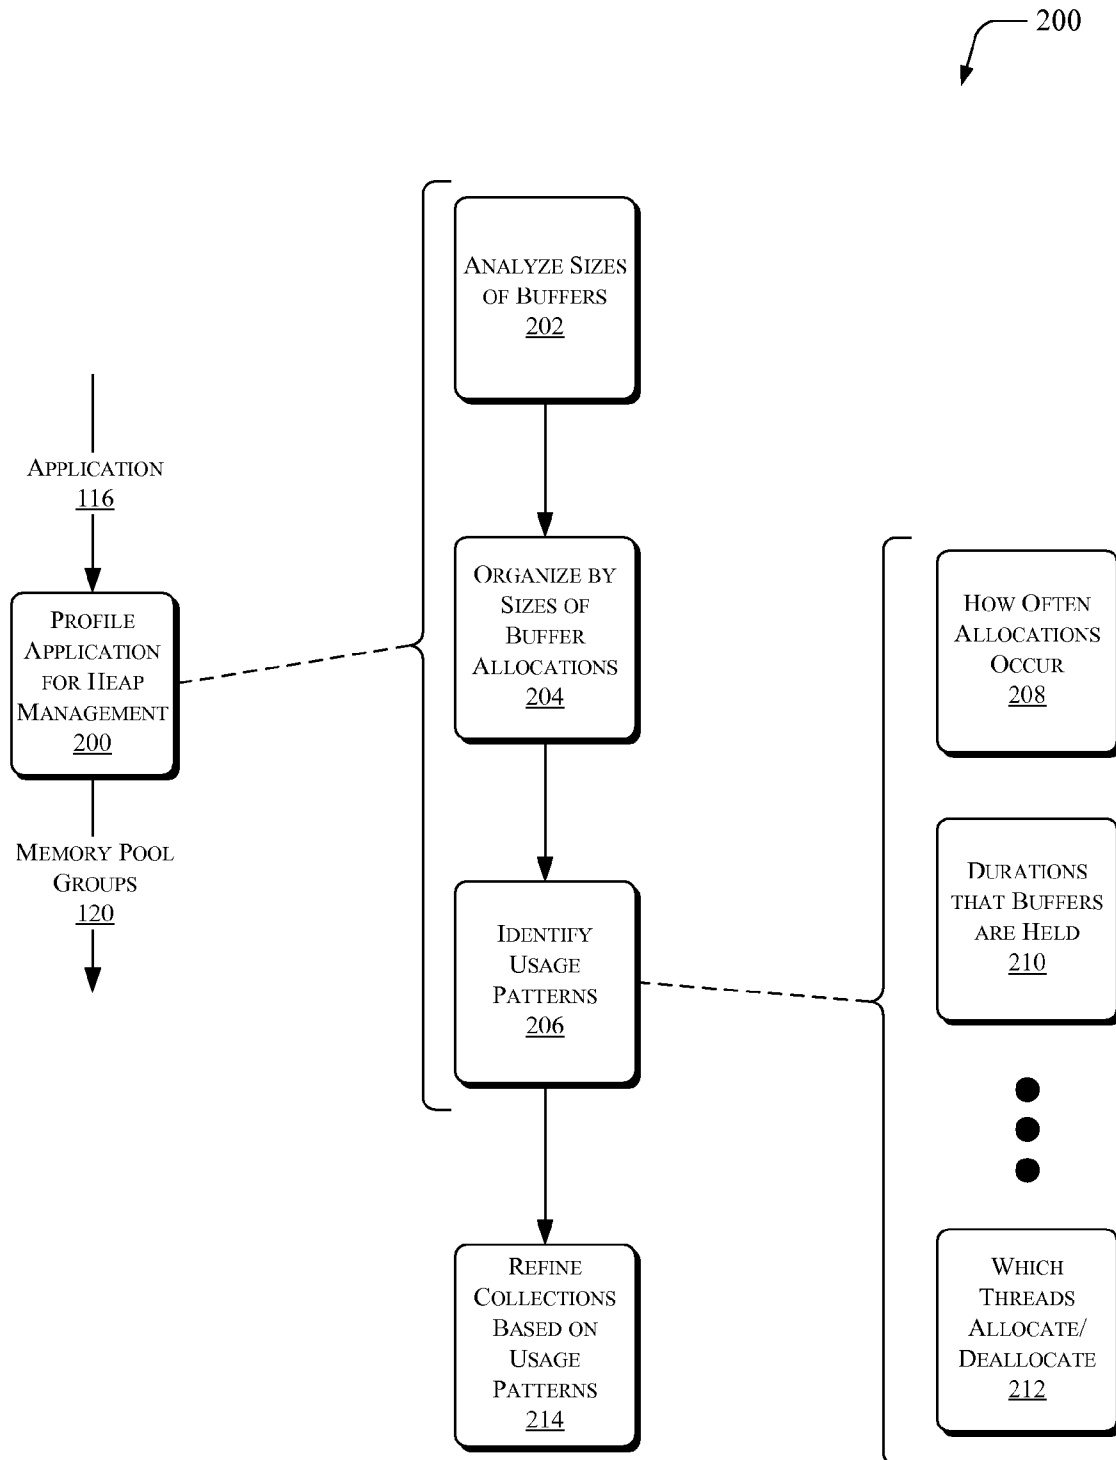 200
ANALYZE SIZES
OF BUFFERS
202
APPLICATION
116
PROFILE
APPLICATION
FOR HEAP
MANAGEMENT
200
MEMORY POOL
GROUPS
120
ORGANIZE BY
SIZES OF
BUFFER
ALLOCATIONS
204
IDENTIFY
USAGE
PATTERNS
206
REFINE
COLLECTIONS
BASED ON
USAGE
PATTERNS
214
HOW OFTEN
ALLOCATIONS
OCCUR
208
DURATIONS
THAT BUFFERS
ARE HELD
210
WHICH
THREADS
ALLOCATE/
DEALLOCATE
212